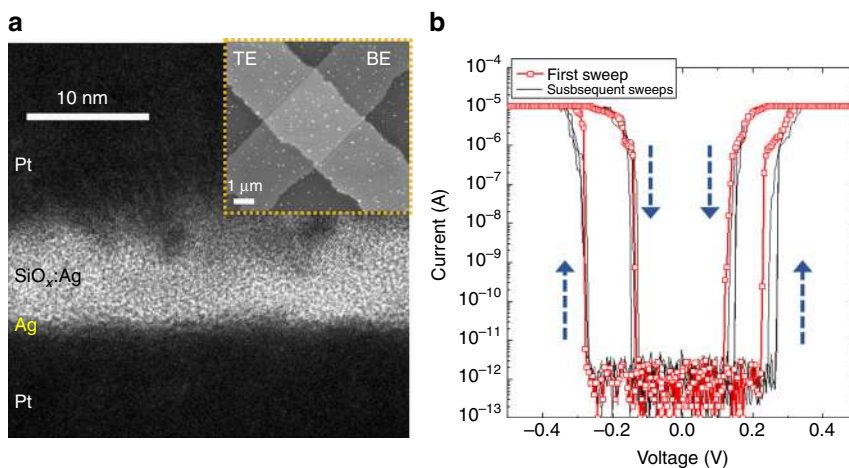 a
TE
BE
1 μm
10 nm
Pt
SiOx:Ag
Ag
Pt
b
First sweep
Susbsequent sweeps
Current (A)
10⁻⁴
10⁻⁵
10⁻⁶
10⁻⁷
10⁻⁸
10⁻⁹
10⁻¹⁰
10⁻¹¹
10⁻¹²
10⁻¹³
–0.4
–0.2
0.0
0.2
0.4
Voltage (V)